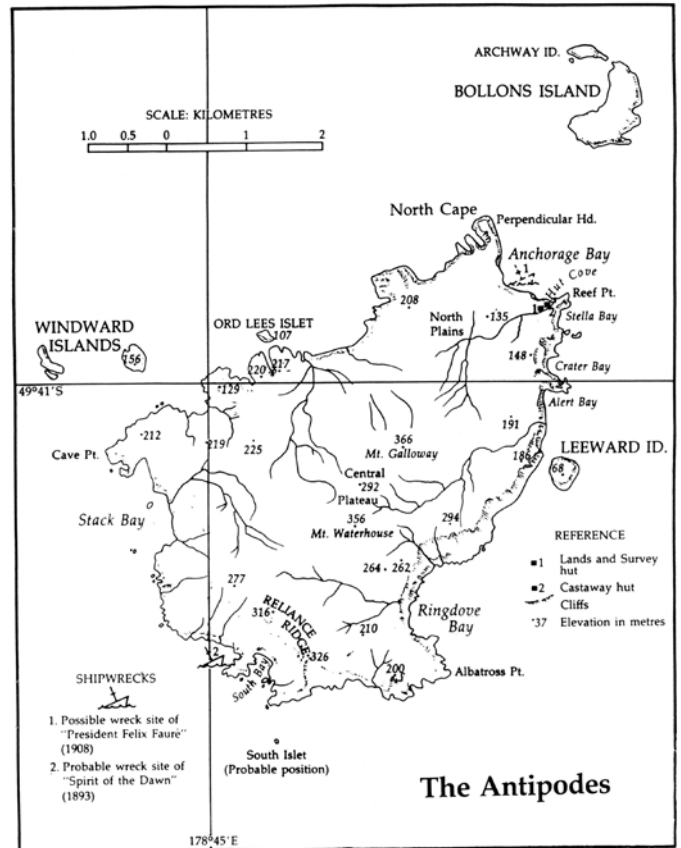 ARCHWAY ID.
BOLLONS ISLAND
SCALE: KILOMETRES
1.0 0.5 0 1 2
North Cape
Perpendicular Hd.
Anchorage Bay
1
Hut Cove
Reef Pt.
1
Stella Bay
208
North
Plains
135
148
Crater Bay
WINDWARD
ISLANDS
156
ORD LEES ISLET
107
217
220
129
49°41'S
Alert Bay
191
212
219
225
366
Mt. Galloway
186
LEEWARD ID.
68
Cave Pt.
Central
292
Plateau
Stack Bay
356
Mt. Waterhouse
294
264
262
277
RELIANCE
RIDGE
316
326
210
Ringdove
Bay
200
Albatross Pt.
2
South Bay
South Islet
(Probable position)
REFERENCE
1 Lands and Survey
hut
2 Castaway hut
Cliffs
37 Elevation in metres
SHIPWRECKS
1. Possible wreck site of
"President Felix Faure"
(1908)
2. Probable wreck site of
"Spirit of the Dawn"
(1893)
The Antipodes
178°45'E